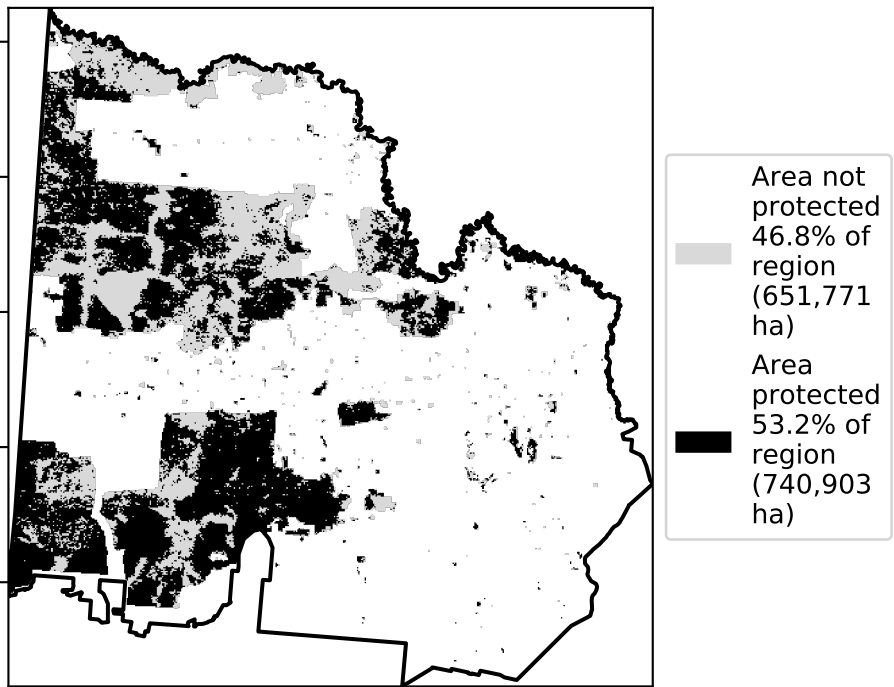 Area not
protected
46.8% of
region
(651,771
ha)
Area
protected
53.2% of
region
(740,903
ha)